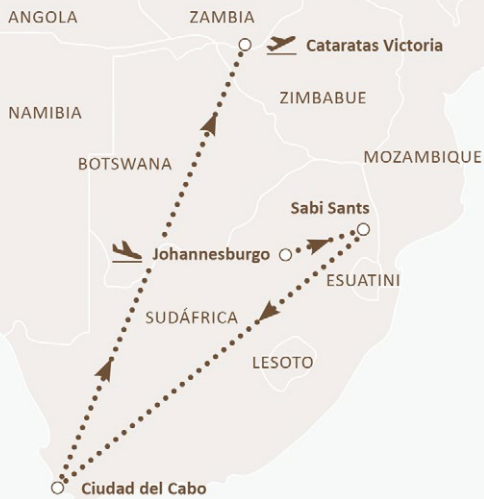 ANGOLA
ZAMBIA
Cataratas Victoria
ZIMBABUE
NAMIBIA
BOTSWANA
MOZAMBIQUE
Sabi Sants
Johannesburgo
ESUATINI
SUDÁFRICA
LESOTO
Ciudad del Cabo